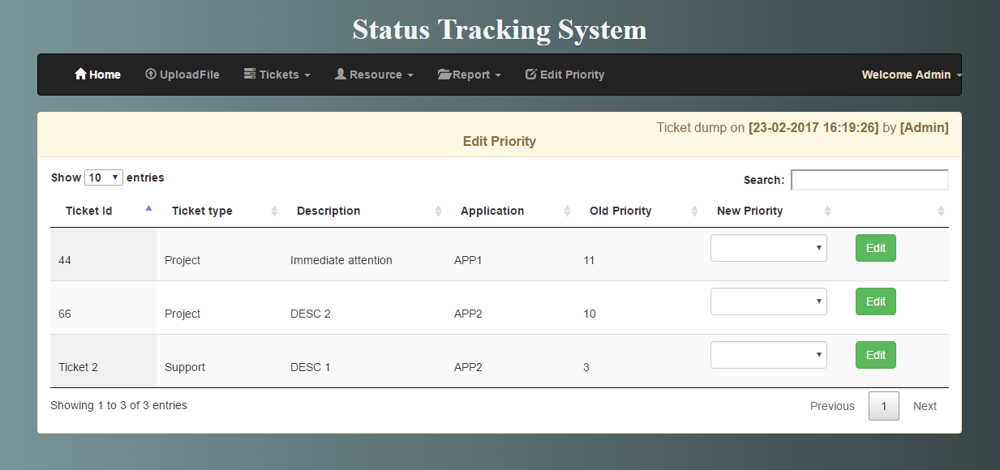 Status Tracking System
Home UploadFile Tickets Resource Report Edit Priority Welcome Admin
Ticket dump on [23-02-2017 16:19:26] by [Admin]
Edit Priority
Show 10 entries Search:
Ticket Id Ticket type Description Application Old Priority New Priority
44 Project Immediate attention APP1 11 Edit
66 Project DESC 2 APP2 10 Edit
Ticket 2 Support DESC 1 APP2 3 Edit
Showing 1 to 3 of 3 entries Previous 1 Next